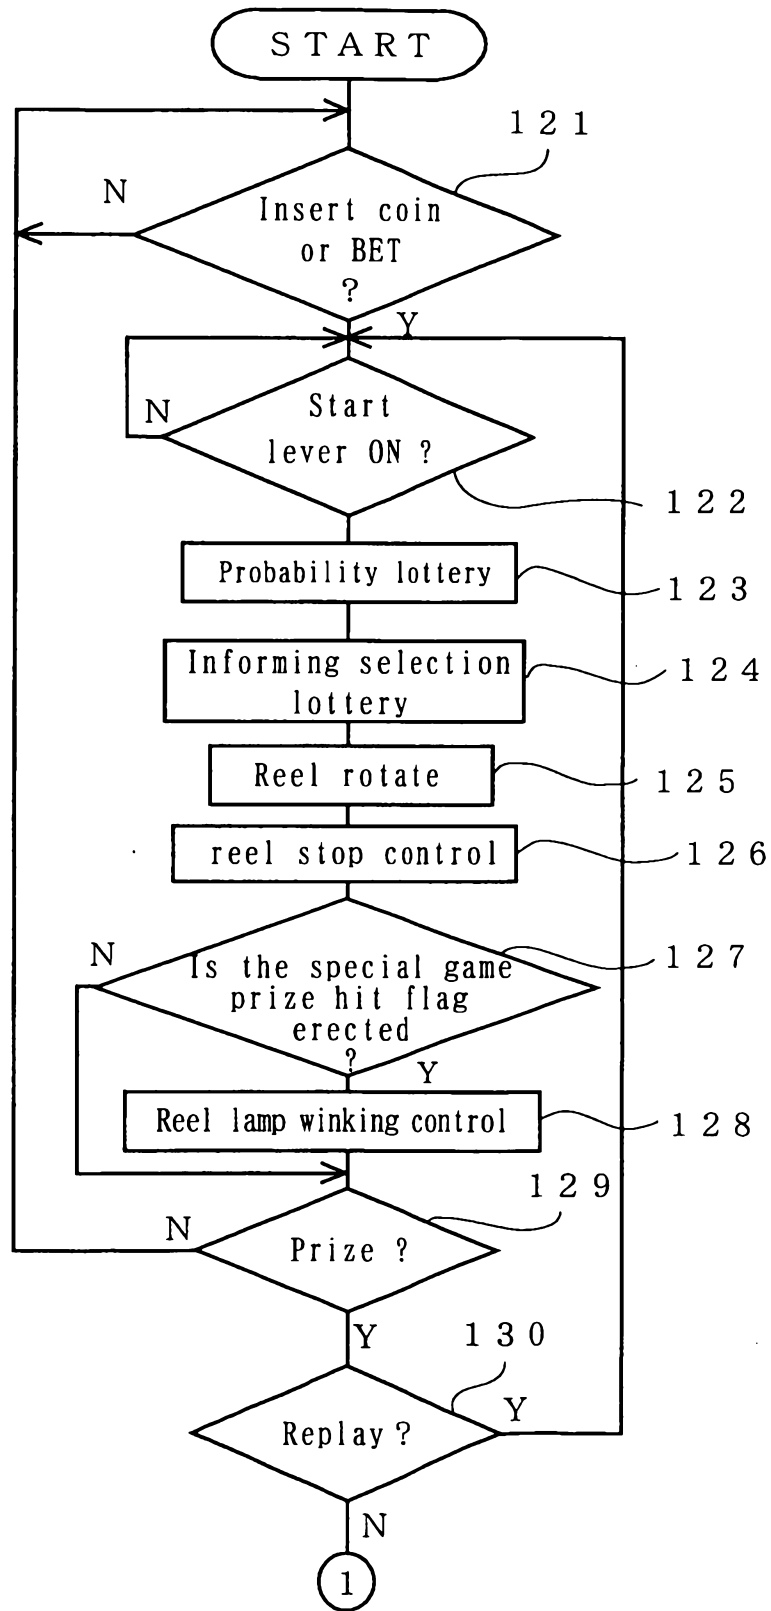 START
121
N
Insert coin
or BET
?
Y
N
Start
lever ON ?
122
Probability lottery
123
Informing selection
lottery
124
Reel rotate
125
reel stop control
126
N
127
Is the special game
prize hit flag
erected
?
Y
Reel lamp winking control
128
129
N
Prize ?
Y
130
Replay ?
Y
N
1